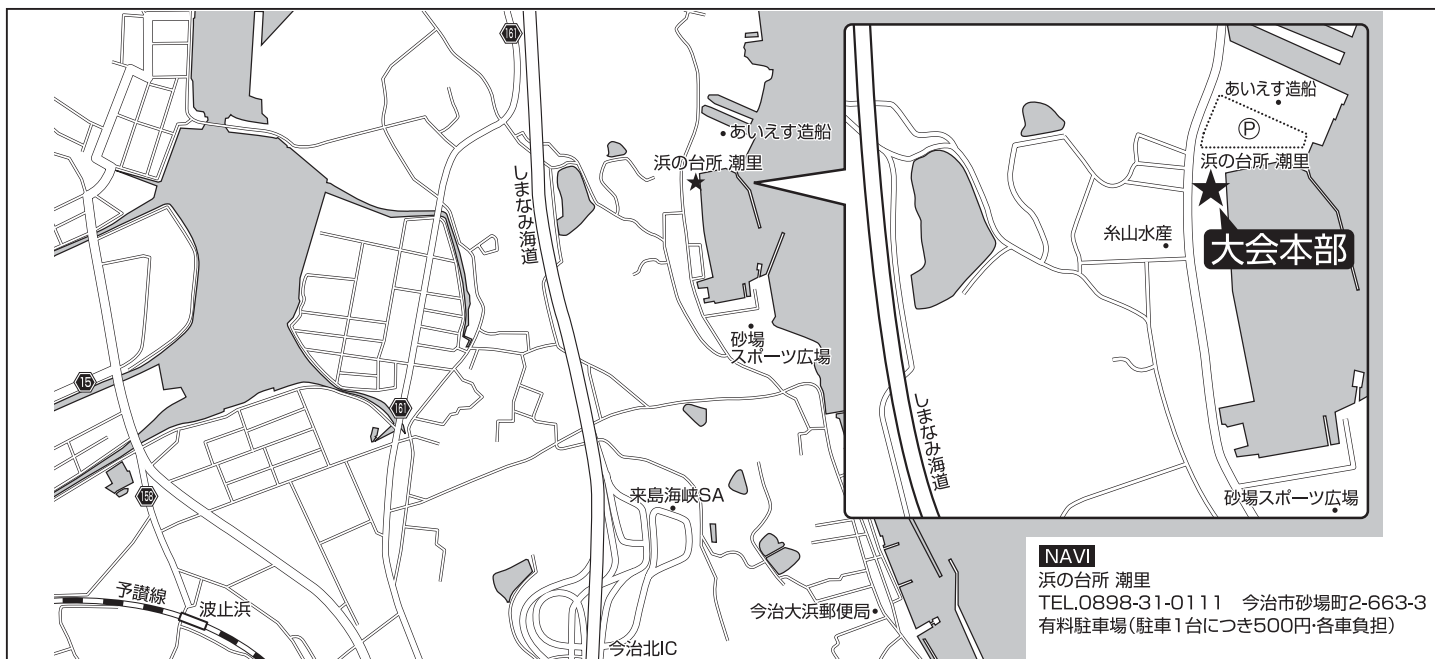 161
しまなみ海道
あいえす造船
浜の台所 潮里
砂場
スポーツ広場
15
161
158
来島海峡SA
予讃線
波止浜
今治北IC
今治大浜郵便局
あいえす造船
P
浜の台所 潮里
大会本部
糸山水産
しまなみ海道
砂場スポーツ広場
NAVI
浜の台所 潮里
TEL.0898-31-0111 今治市砂場町2-663-3
有料駐車場(駐車1台につき500円・各車負担)